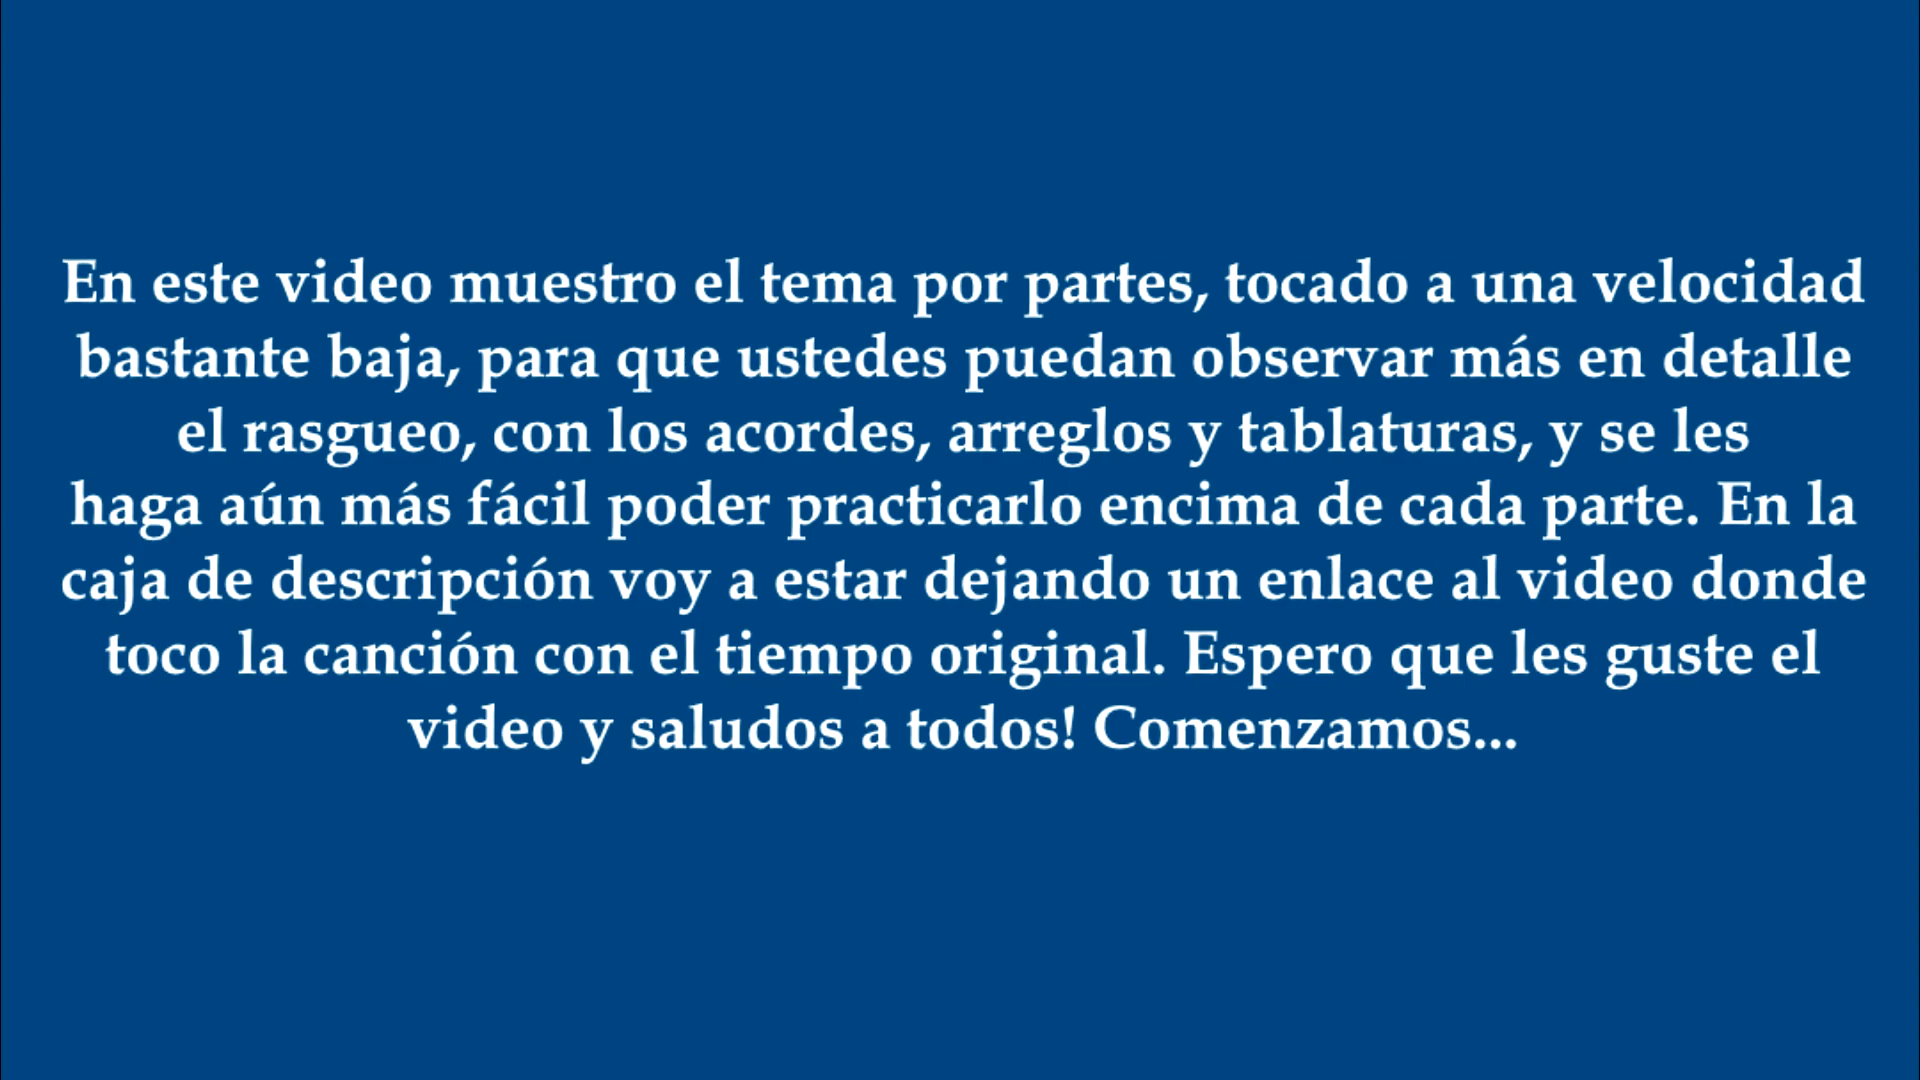 En este video muestro el tema por partes, tocado a una velocidad
bastante baja, para que ustedes puedan observar más en detalle
el rasgueo, con los acordes, arreglos y tablaturas, y se les
haga aún más fácil poder practicarlo encima de cada parte. En la
caja de descripción voy a estar dejando un enlace al video donde
toco la canción con el tiempo original. Espero que les guste el
video y saludos a todos! Comenzamos...